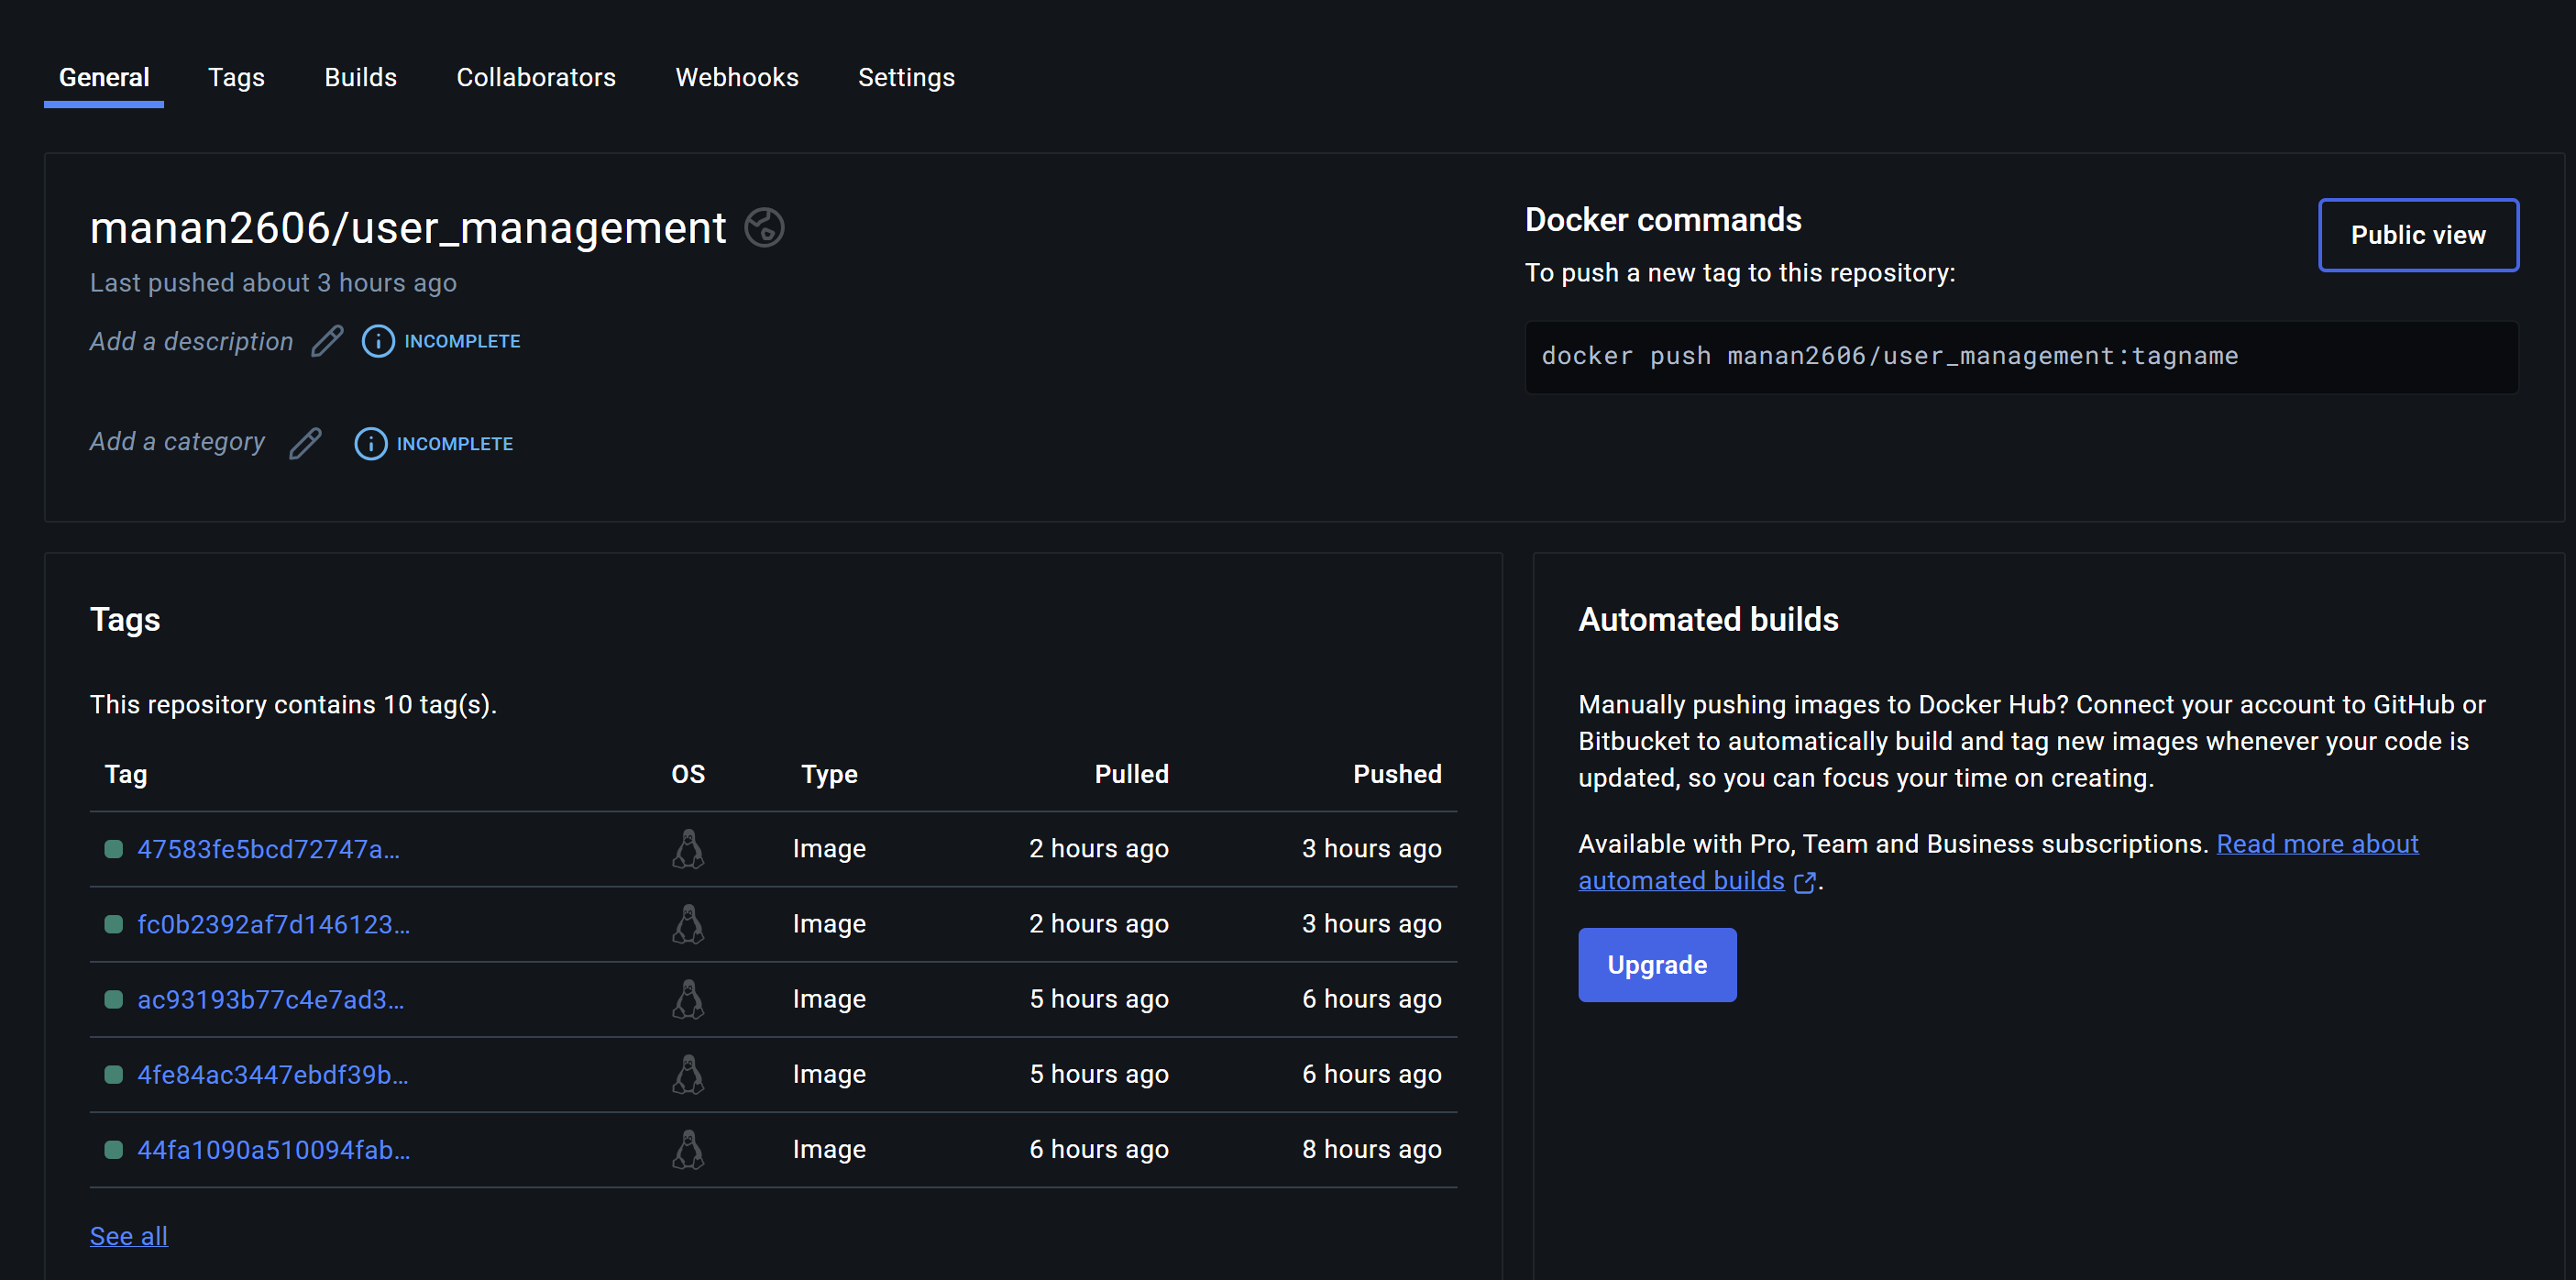 General Tags Builds Collaborators Webhooks Settings
manan2606/user_management
Last pushed about 3 hours ago
Add a description INCOMPLETE
Add a category INCOMPLETE
Docker commands
Public view
To push a new tag to this repository:
docker push manan2606/user_management:tagname
Tags
This repository contains 10 tag(s).
Tag OS Type Pulled Pushed
47583fe5bcd72747a... Image 2 hours ago 3 hours ago
fc0b2392af7d146123... Image 2 hours ago 3 hours ago
ac93193b77c4e7ad3... Image 5 hours ago 6 hours ago
4fe84ac3447ebdf39b... Image 5 hours ago 6 hours ago
44fa1090a510094fab... Image 6 hours ago 8 hours ago
See all
Automated builds
Manually pushing images to Docker Hub? Connect your account to GitHub or
Bitbucket to automatically build and tag new images whenever your code is
updated, so you can focus your time on creating.
Available with Pro, Team and Business subscriptions. Read more about
automated builds.
Upgrade